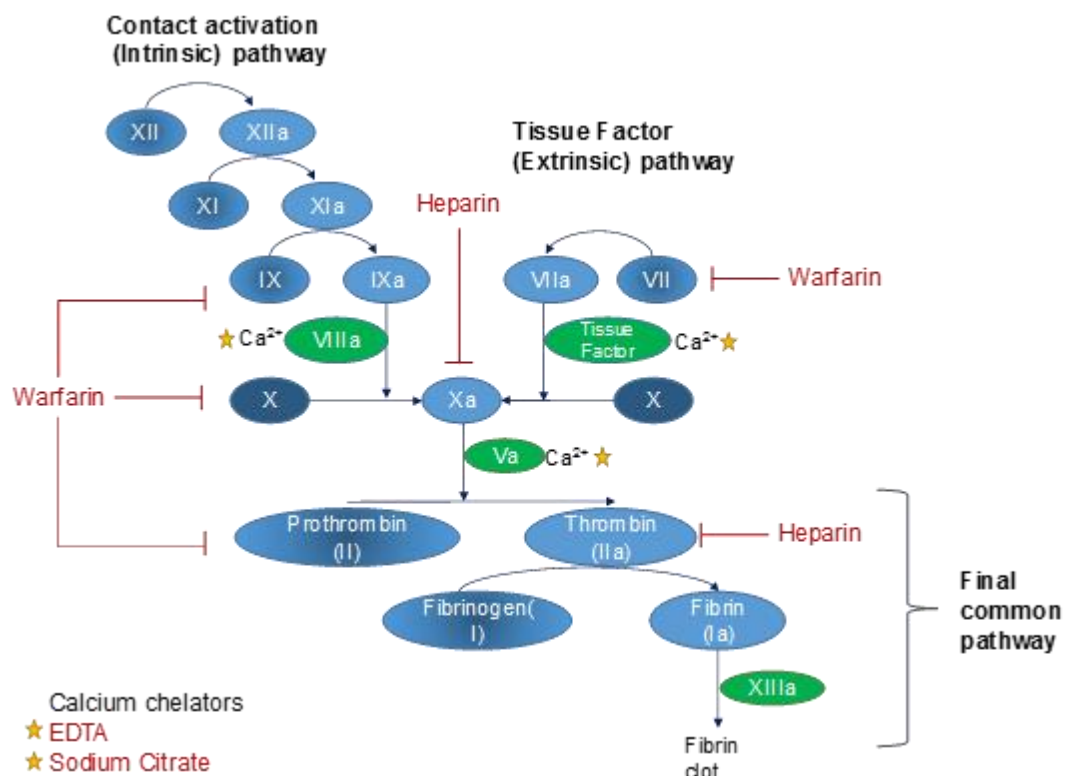 Contact activation
(Intrinsic) pathway
XII
XIIa
Tissue Factor
(Extrinsic) pathway
XI
XIa
Heparin
IX
IXa
VIIa
VII
Warfarin
Ca²⁺
VIIIa
Tissue
Factor
Ca²⁺
Warfarin
X
Xa
X
Va
Ca²⁺
Prothrombin
(II)
Thrombin
(IIa)
Heparin
Fibrinogen(
I)
Fibrin
(Ia)
Final
common
pathway
XIIIa
Calcium chelators
EDTA
Sodium Citrate
Fibrin
clot